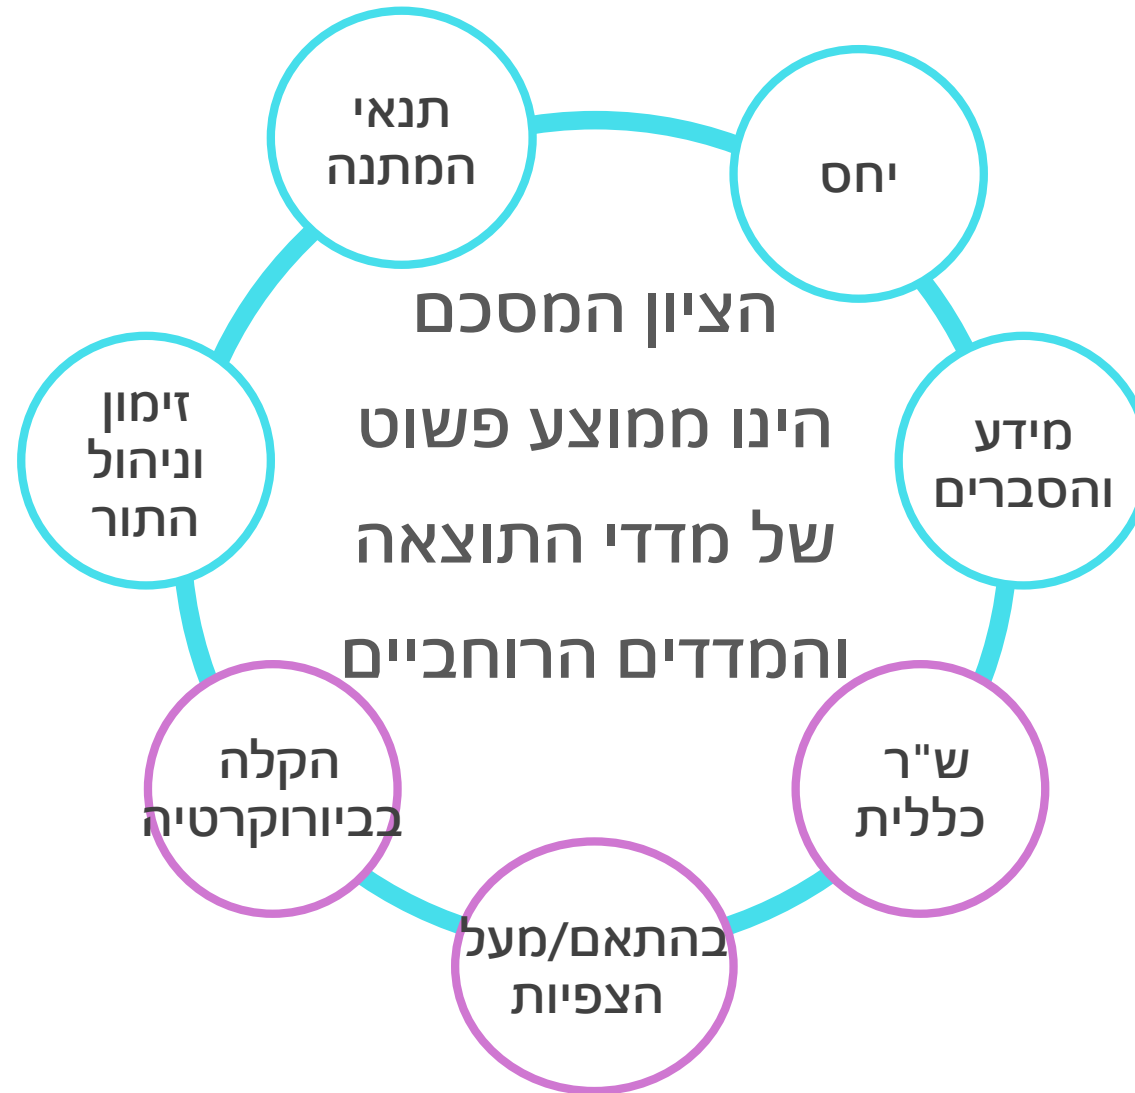 תנאי
המתנה
יחס
הציון המסכם
הינו ממוצע פשוט
של מדדי התוצאה
והמדדים הרוחביים
זימון
וניהול
התור
מידע
והסברים
הקלה
בביורוקרטיה
ש"ר
כללית
בהתאם/מעל
הצפיות